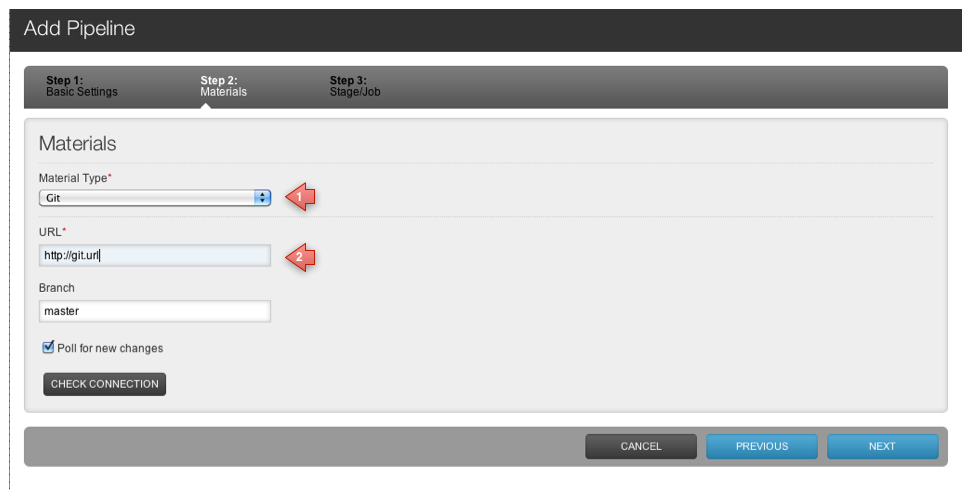 Add Pipeline
Step 1:
Basic Settings
Step 2:
Materials
Step 3:
Stage/Job
Materials
Material Type*
Git
1
URL*
http://git.url
2
Branch
master
Poll for new changes
CHECK CONNECTION
CANCEL
PREVIOUS
NEXT